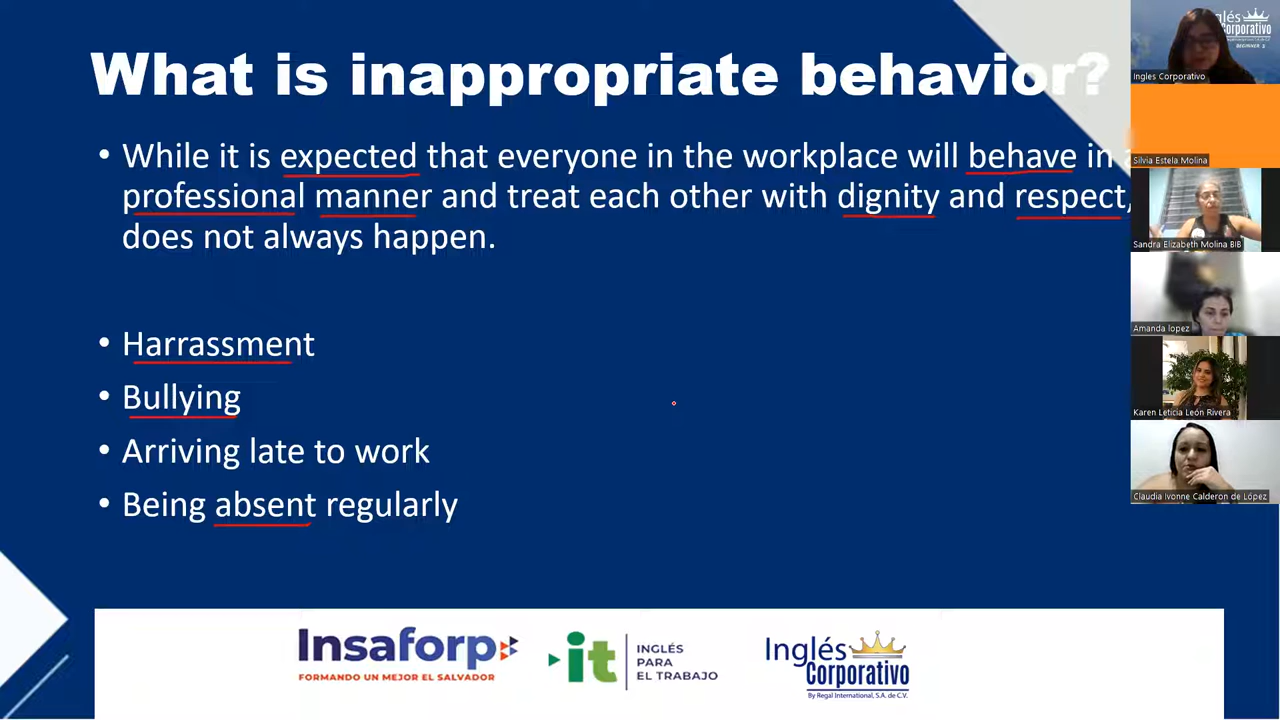 What is inappropriate behavior?
• While it is expected that everyone in the workplace will behave in
professional manner and treat each other with dignity and respect,
does not always happen.
• Harrassment
• Bullying
• Arriving late to work
• Being absent regularly
Insaforp
FORMANDO UN MEJOR EL SALVADOR
it
INGLÉS
PARA
EL TRABAJO
Inglés
Corporativo
By Regal International, S.A. de C.V.
Corporativo
BEGINNER 2
Ingles Corporativo
Silvia Estela Molina
Sandra Elizabeth Molina BIB
Amanda lopez
Karen Leticia León Rivera
Claudia Ivonne Calderon de López